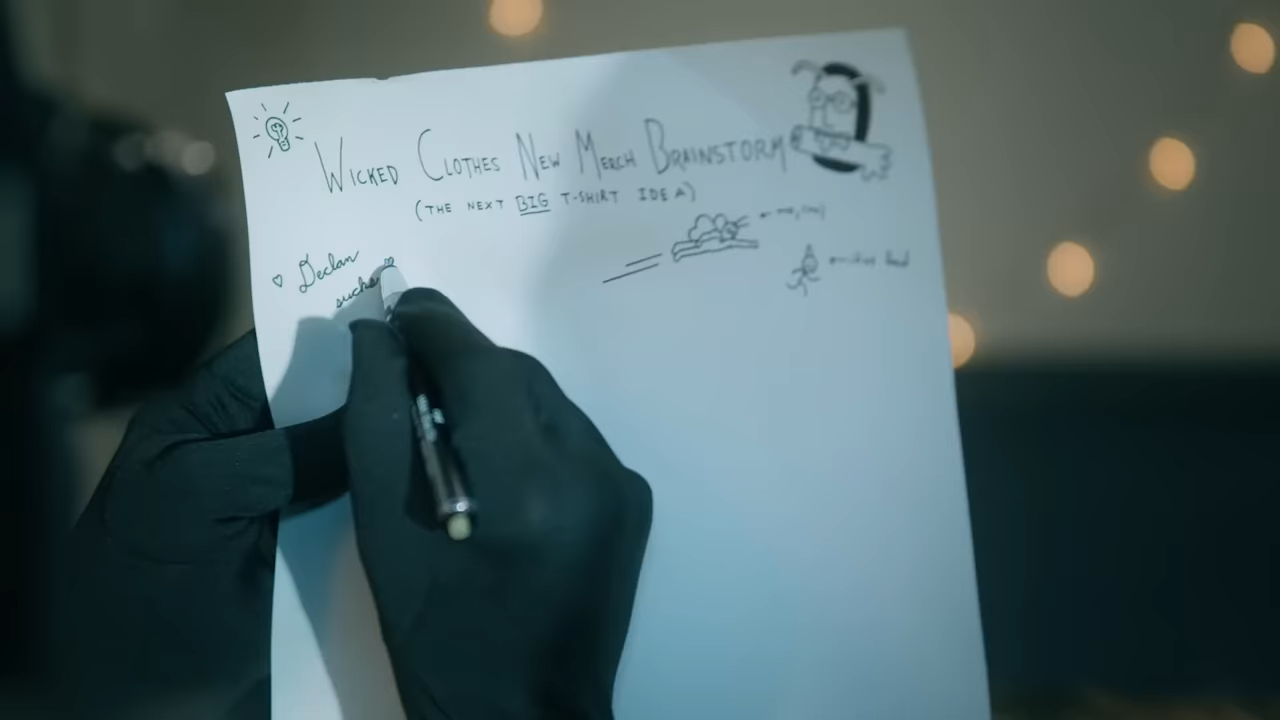 WICKED CLOTHES NEW MERCH BRAINSTORM
(THE NEXT BIG T-SHIRT IDEA)
Declan
sucks